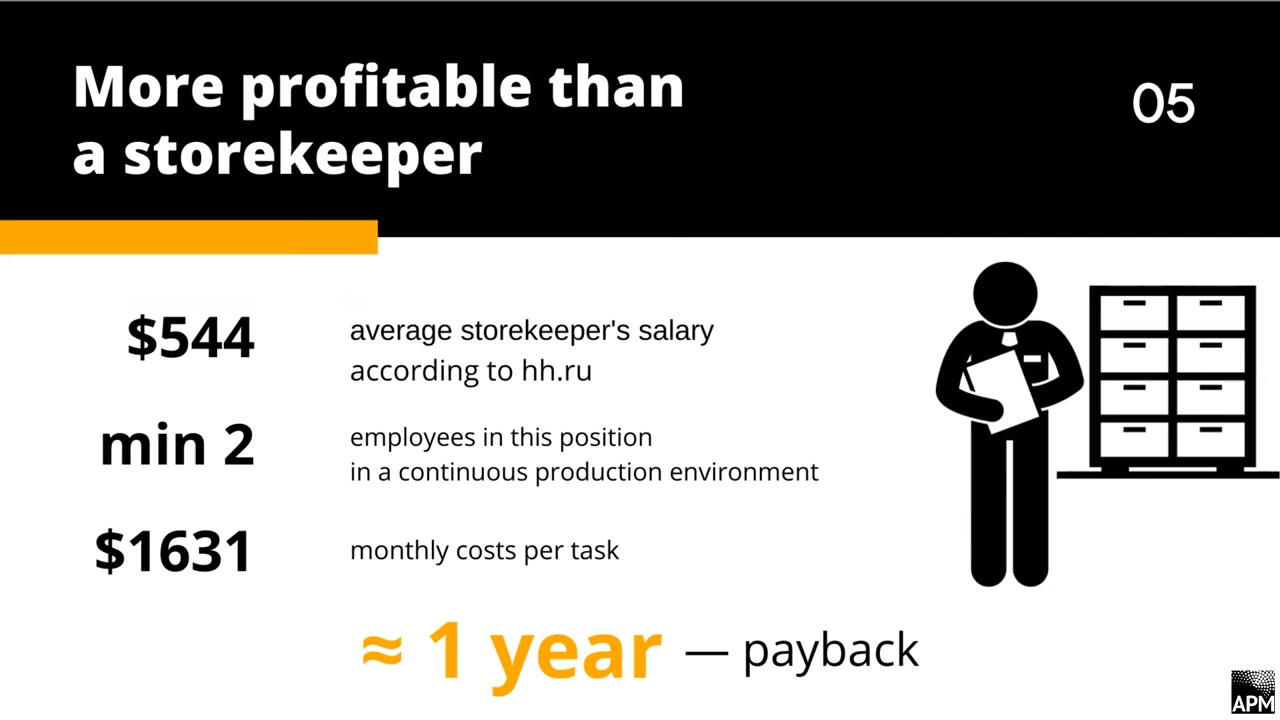 More profitable than
a storekeeper
05
$544
average storekeeper's salary
according to hh.ru
min 2
employees in this position
in a continuous production environment
$1631
monthly costs per task
≈ 1 year — payback
APM